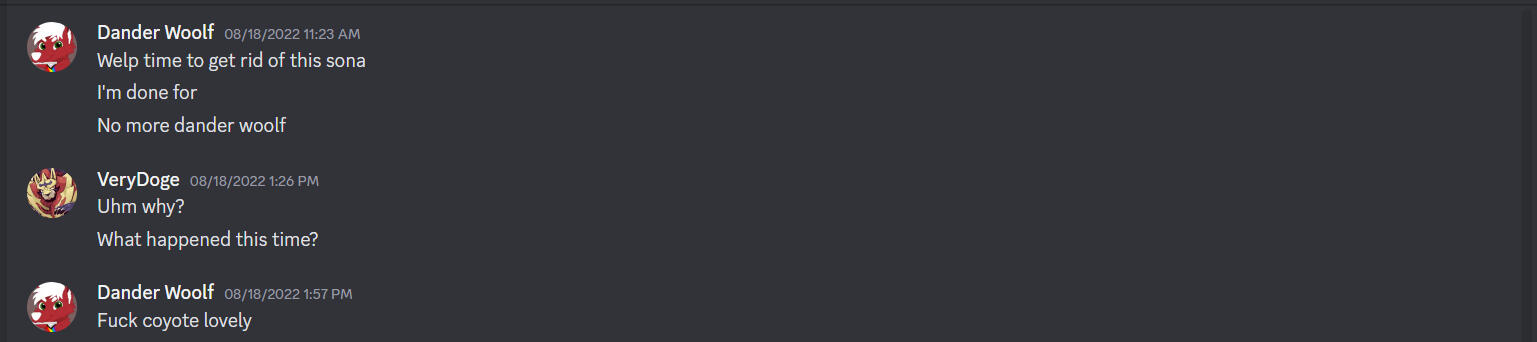 Dander Woolf 08/18/2022 11:23 AM
Welp time to get rid of this sona
I'm done for
No more dander woolf
VeryDoge 08/18/2022 1:26 PM
Uhm why?
What happened this time?
Dander Woolf 08/18/2022 1:57 PM
Fuck coyote lovely